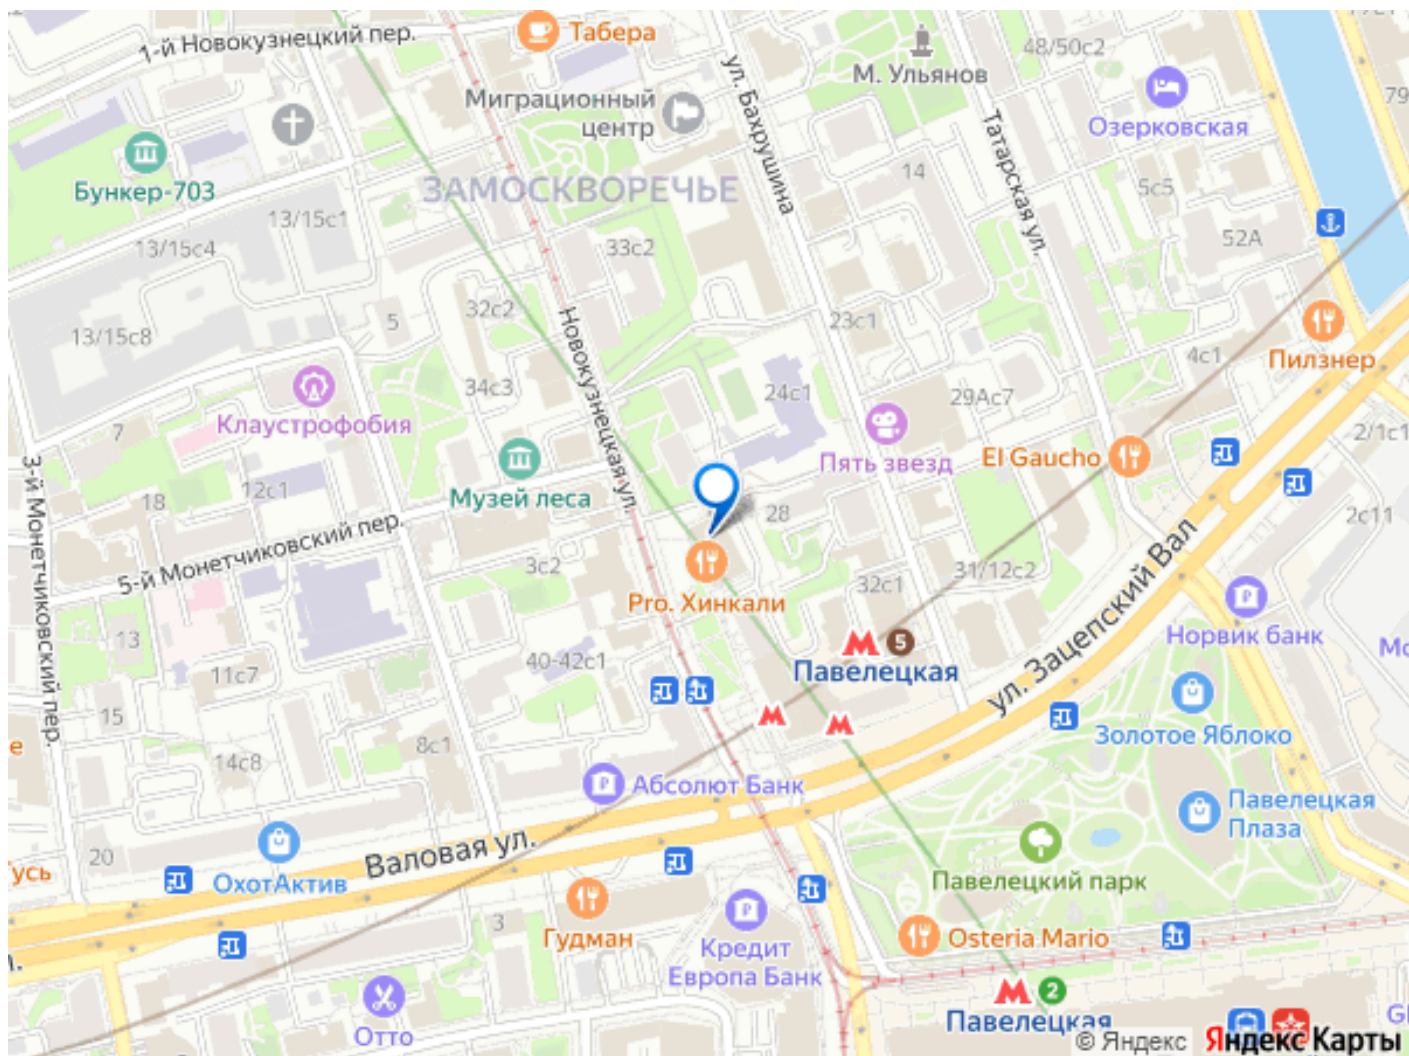 1-й Новокузнецкий пер.
Табера
ул. Бахрушина
М. Ульянов
48/50с2
79
Миграционный
центр
Озерковская
Татарская ул.
Бункер-703
ЗАМОСКВОРЕЧЬЕ
14
5с5
13/15с1
13/15с4
33с2
52А
32с2
5
13/15с8
Новокузнецкая ул.
23с1
4с1
Пилзнер
34с3
24с1
29Ас7
Клаустрофобия
7
2/1с1
Пять звезд
El Gaucho
3-й Монетчиковский пер.
12с1
18
Музей леса
28
2с11
5-й Монетчиковский пер.
3с2
32с1
31/12с2
ул. Зацепский Вал
Pro. Хинкали
13
5
Норвик банк
Мо
40-42с1
11с7
Павелецкая
15
8с1
Золотое Яблоко
е
14с8
Абсолют Банк
Павелецкая
Плаза
20
Валовая ул.
усь
ОхотАктив
Павелецкий парк
3
Гудман
Кредит
Европа Банк
Osteria Mario
л.
2
Отто
Павелецкая
© Яндекс
Яндекс Карты